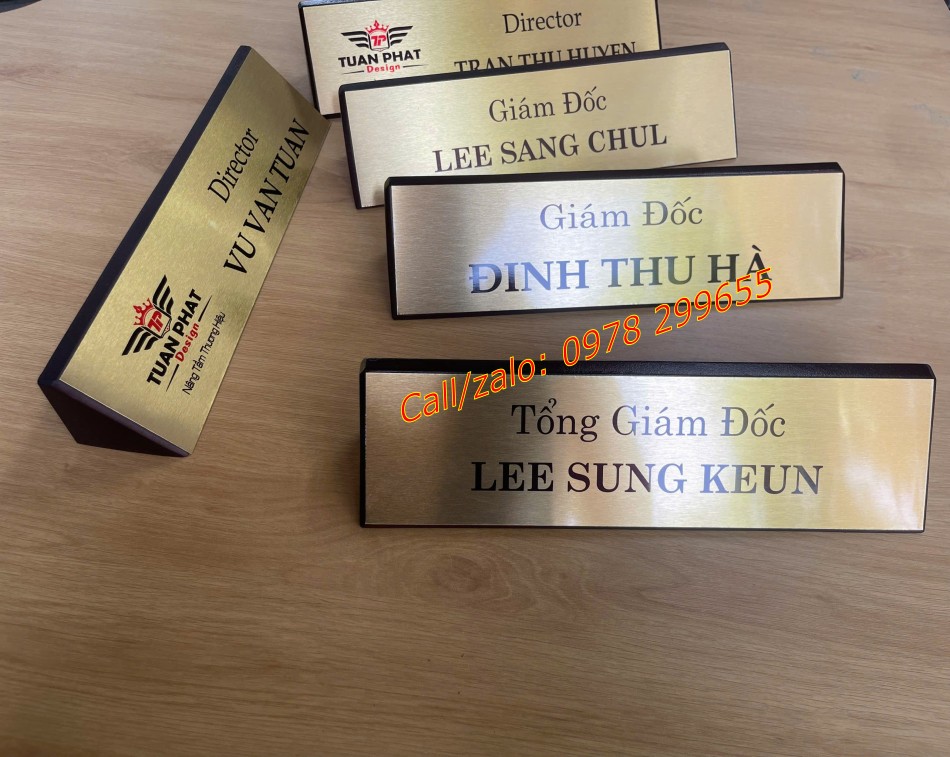 TP
TUAN PHAT
Design
Director
TRAN THU HUYEN
Giám Đốc
LEE SANG CHUL
Director
VU VAN TUAN
TP
TUAN PHAT
Design
Nâng Tầm Thương Hiệu
Giám Đốc
ĐINH THU HÀ
Call/zalo: 0978 299655
Tổng Giám Đốc
LEE SUNG KEUN